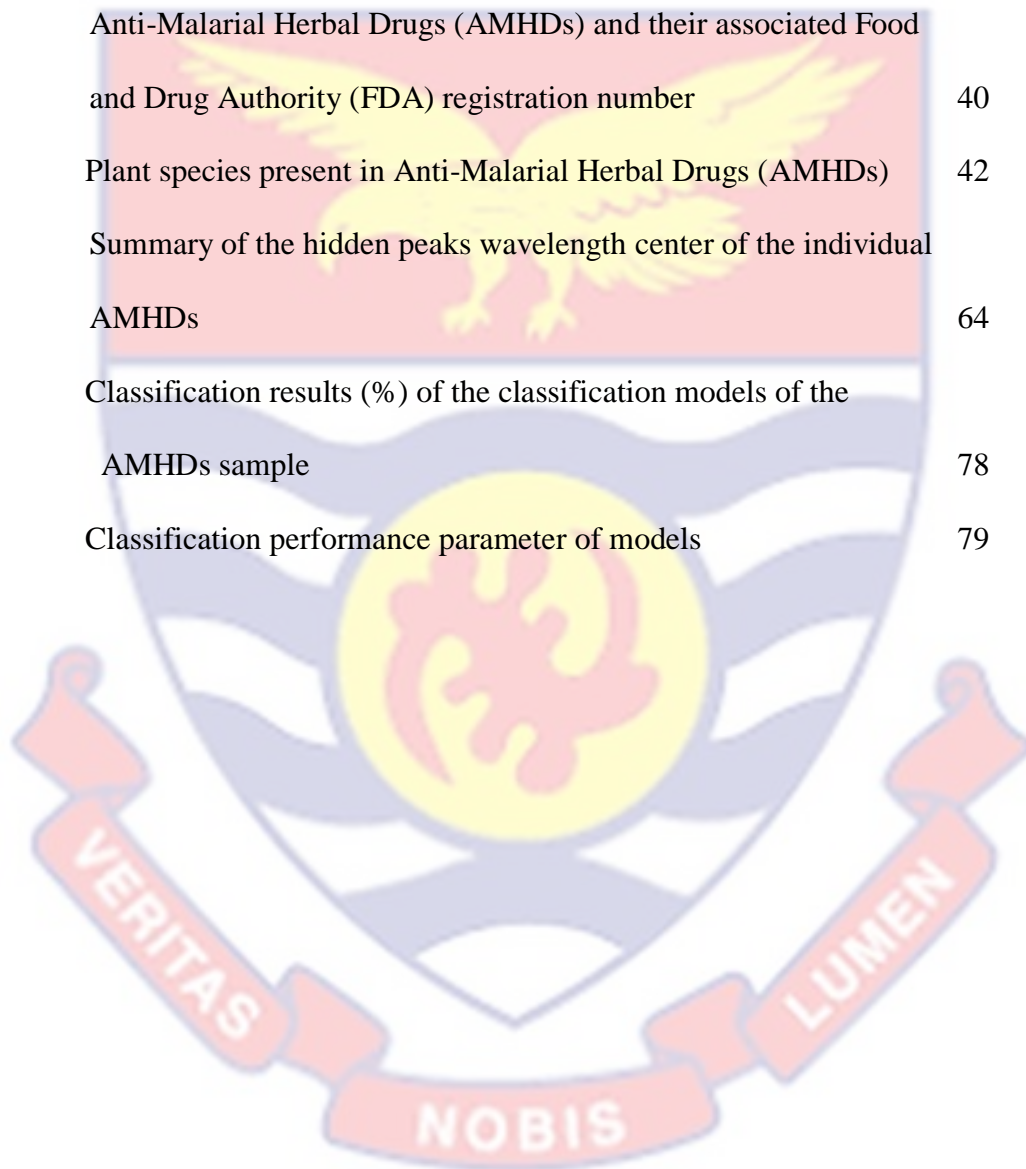 Anti-Malarial Herbal Drugs (AMHDs) and their associated Food
and Drug Authority (FDA) registration number 40
Plant species present in Anti-Malarial Herbal Drugs (AMHDs) 42
Summary of the hidden peaks wavelength center of the individual
AMHDs 64
Classification results (%) of the classification models of the
AMHDs sample 78
Classification performance parameter of models 79
VERITAS
NOBIS
LUMEN